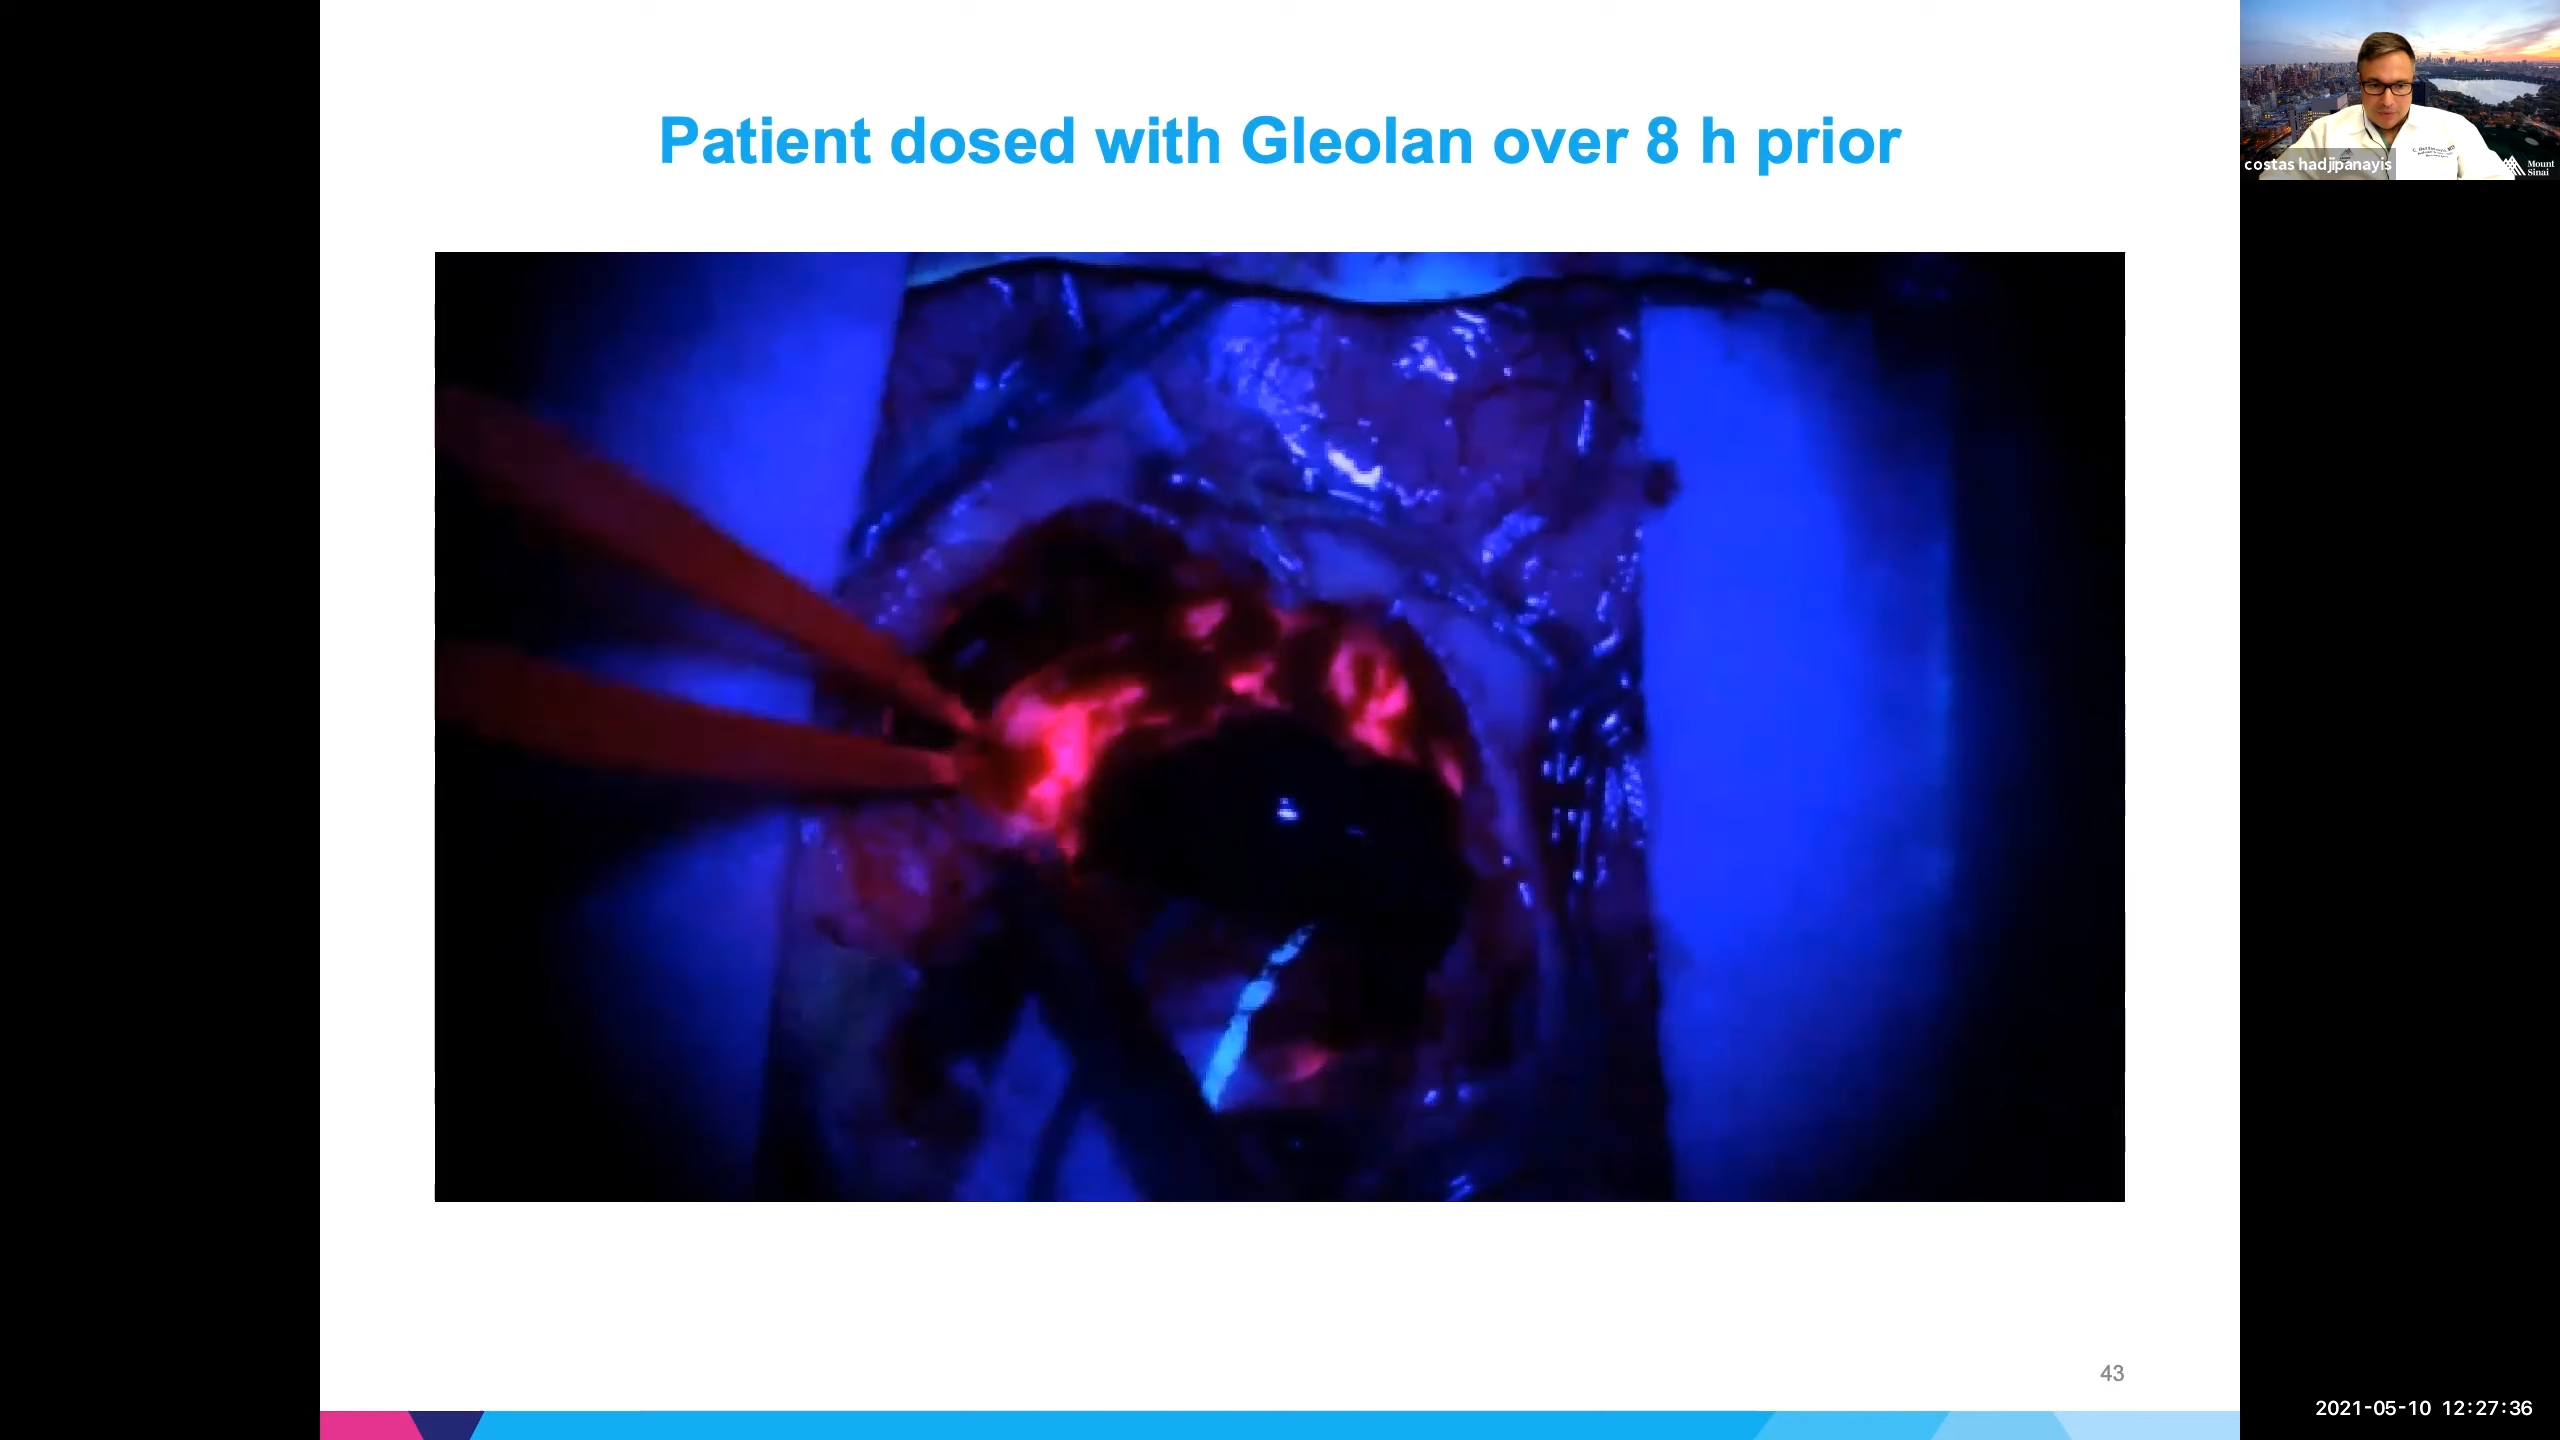 Patient dosed with Gleolan over 8 h prior
costas hadjipanayis
Mount
Sinai
43
2021-05-10 12:27:36